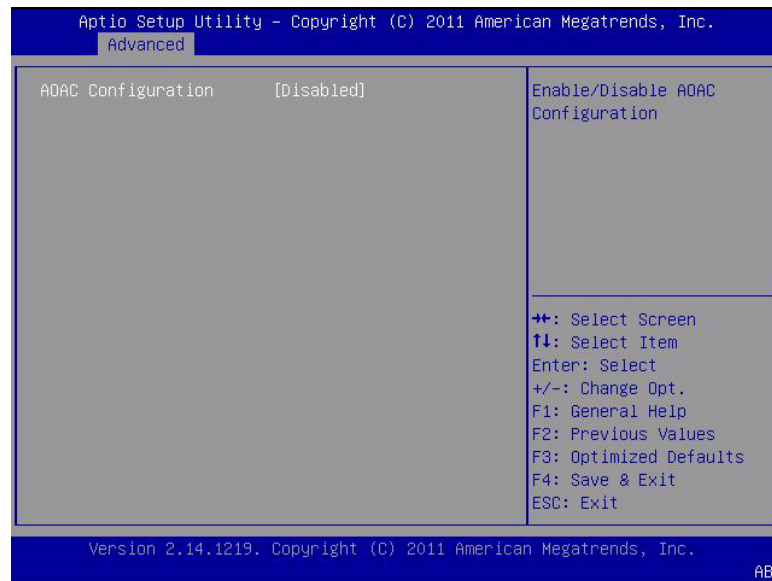 Aptio Setup Utility – Copyright (C) 2011 American Megatrends, Inc.
Advanced
AOAC Configuration [Disabled]
Enable/Disable AOAC
Configuration
→←: Select Screen
↑↓: Select Item
Enter: Select
+/-: Change Opt.
F1: General Help
F2: Previous Values
F3: Optimized Defaults
F4: Save & Exit
ESC: Exit
Version 2.14.1219. Copyright (C) 2011 American Megatrends, Inc.
AB